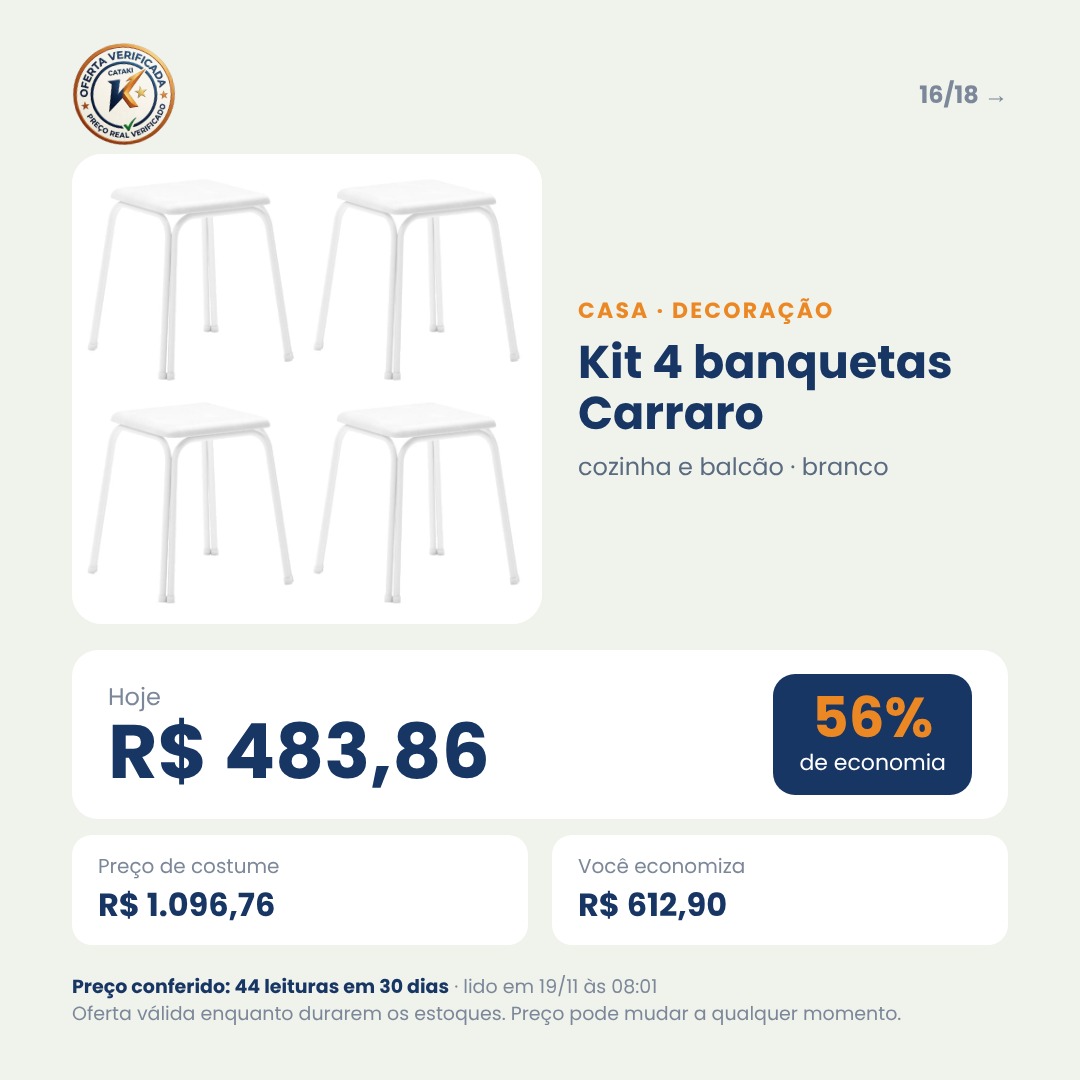 OFERTA VERIFICADA
CATAKI
K
PREÇO REAL VERIFICADO
16/18 →
CASA · DECORAÇÃO
Kit 4 banquetas
Carraro
cozinha e balcão · branco
Hoje
R$ 483,86
56%
de economia
Preço de costume
R$ 1.096,76
Você economiza
R$ 612,90
Preço conferido: 44 leituras em 30 dias · lido em 19/11 às 08:01
Oferta válida enquanto durarem os estoques. Preço pode mudar a qualquer momento.